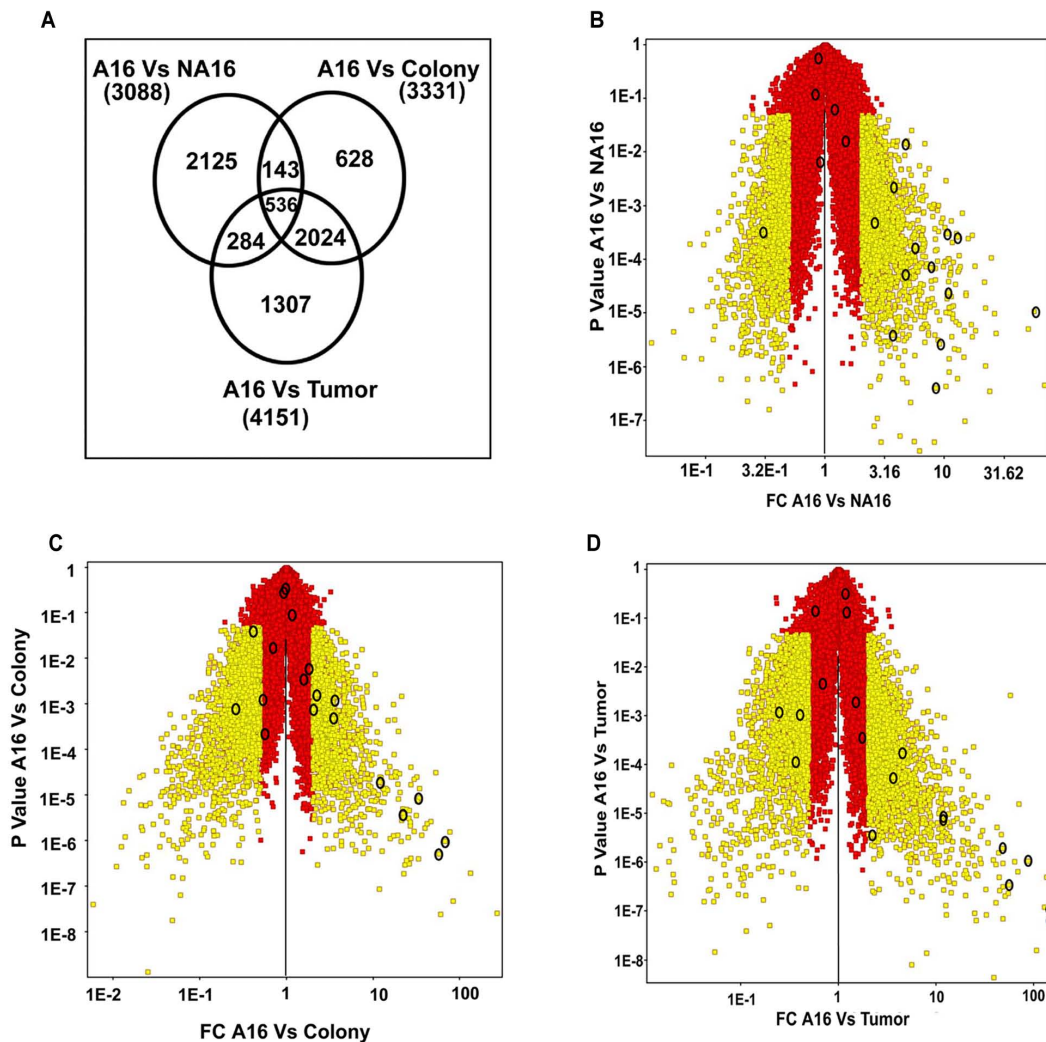 A
A16 Vs NA16
(3088)
A16 Vs Colony
(3331)
2125
143
628
536
284
2024
1307
A16 Vs Tumor
(4151)
B
P Value A16 Vs NA16
1
1E-1
1E-2
1E-3
1E-4
1E-5
1E-6
1E-7
1E-1
3.2E-1
1
3.16
10
31.62
FC A16 Vs NA16
C
P Value A16 Vs Colony
1
1E-1
1E-2
1E-3
1E-4
1E-5
1E-6
1E-7
1E-8
1E-2
1E-1
1
10
100
FC A16 Vs Colony
D
P Value A16 Vs Tumor
1
1E-1
1E-2
1E-3
1E-4
1E-5
1E-6
1E-7
1E-8
1E-1
1
10
100
FC A16 Vs Tumor